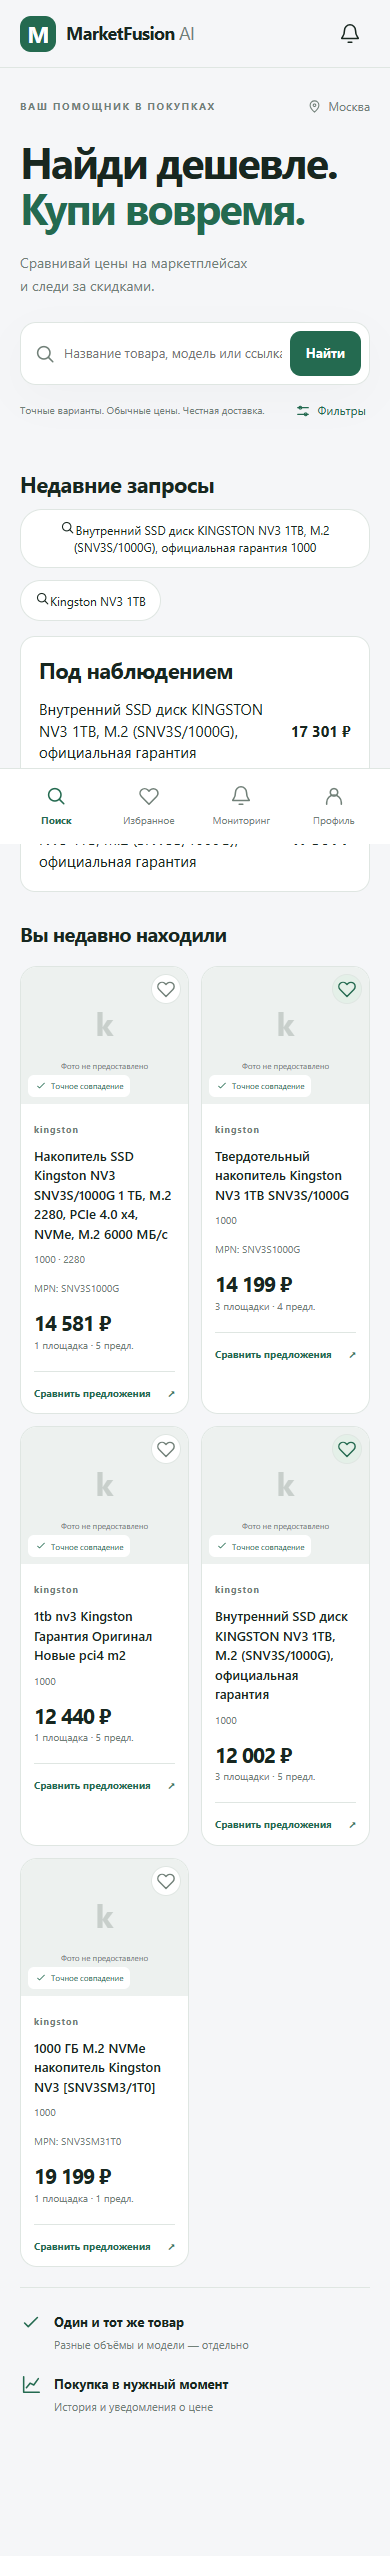 M MarketFusion AI
ВАШ ПОМОЩНИК В ПОКУПКАХ
Москва
Найди дешевле.
Купи вовремя.
Сравнивай цены на маркетплейсах
и следи за скидками.
Название товара, модель или ссылка
Найти
Точные варианты. Обычные цены. Честная доставка.
Фильтры
Недавние запросы
Внутренний SSD диск KINGSTON NV3 1TB, M.2
(SNV3S/1000G), официальная гарантия 1000
Kingston NV3 1TB
Под наблюдением
Внутренний SSD диск KINGSTON
NV3 1TB, M.2 (SNV3S/1000G),
официальная гарантия
17 301 ₽
Поиск
Избранное
Мониторинг
Профиль
официальная гарантия
Вы недавно находили
k
Фото не предоставлено
Точное совпадение
kingston
Накопитель SSD
Kingston NV3
SNV3S/1000G 1 ТБ, M.2
2280, PCIe 4.0 x4,
NVMe, M.2 6000 МБ/с
1000 · 2280
MPN: SNV3S1000G
14 581 ₽
1 площадка · 5 предл.
Сравнить предложения ↗
k
Фото не предоставлено
Точное совпадение
kingston
Твердотельный
накопитель Kingston
NV3 1TB SNV3S/1000G
1000
MPN: SNV3S1000G
14 199 ₽
3 площадки · 4 предл.
Сравнить предложения ↗
k
Фото не предоставлено
Точное совпадение
kingston
1tb nv3 Kingston
Гарантия Оригинал
Новые pci4 m2
1000
12 440 ₽
1 площадка · 5 предл.
Сравнить предложения ↗
k
Фото не предоставлено
Точное совпадение
kingston
Внутренний SSD диск
KINGSTON NV3 1TB,
M.2 (SNV3S/1000G),
официальная
гарантия
1000
12 002 ₽
3 площадки · 5 предл.
Сравнить предложения ↗
k
Фото не предоставлено
Точное совпадение
kingston
1000 ГБ M.2 NVMe
накопитель Kingston
NV3 [SNV3SM3/1T0]
1000
MPN: SNV3SM31T0
19 199 ₽
1 площадка · 1 предл.
Сравнить предложения ↗
Один и тот же товар
Разные объёмы и модели — отдельно
Покупка в нужный момент
История и уведомления о цене